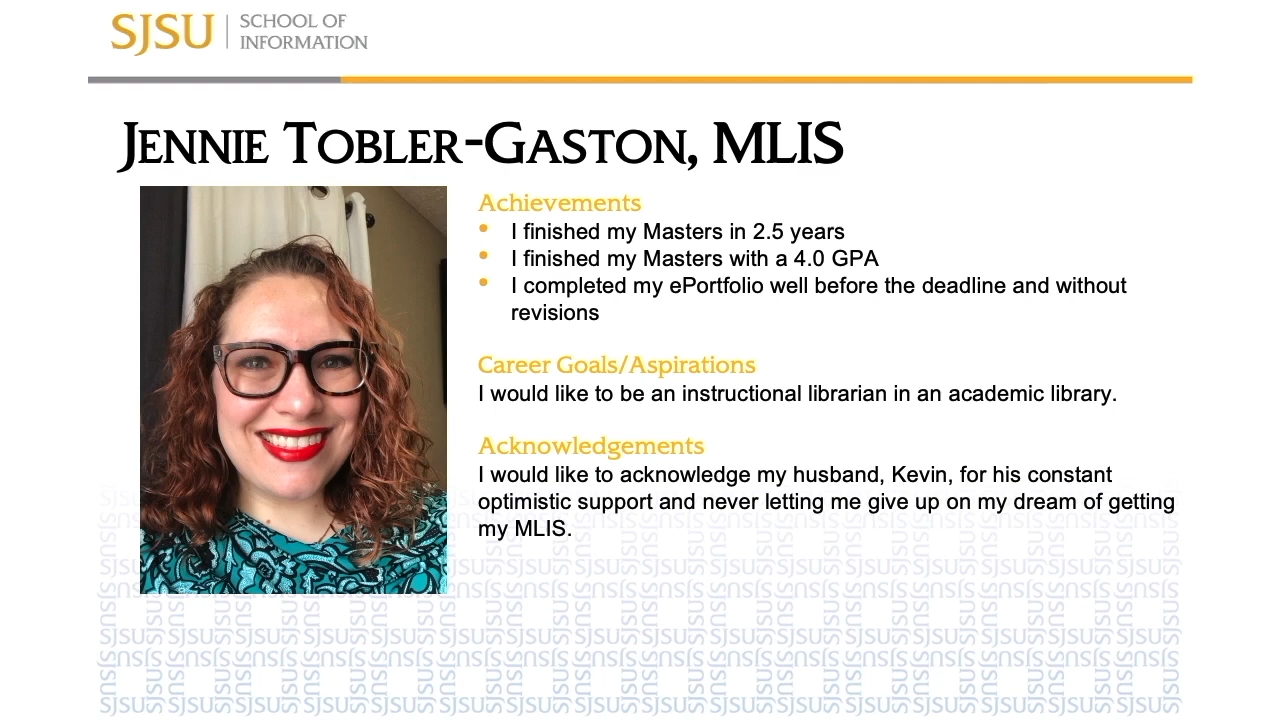 SJSU SCHOOL OF
INFORMATION
JENNIE TOBLER-GASTON, MLIS
Achievements
• I finished my Masters in 2.5 years
• I finished my Masters with a 4.0 GPA
• I completed my ePortfolio well before the deadline and without
revisions
Career Goals/Aspirations
I would like to be an instructional librarian in an academic library.
Acknowledgements
I would like to acknowledge my husband, Kevin, for his constant
optimistic support and never letting me give up on my dream of getting
my MLIS.